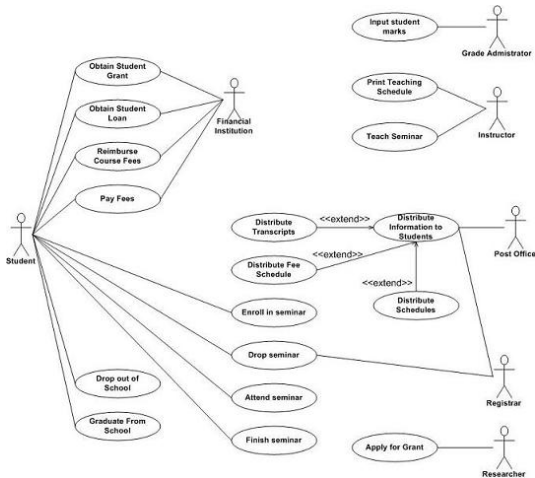 Input student
marks
Grade Admistrator
Obtain Student
Grant
Print Teaching
Schedule
Financial
Institution
Obtain Student
Loan
Instructor
Teach Seminar
Reimburse
Course Fees
Pay Fees
Student
Distribute
Transcripts
<<extend>>
Distribute
Information to
Students
Post Office
<<extend>>
Distribute Fee
Schedule
<<extend>>
Distribute
Schedules
Enroll in seminar
Drop seminar
Registrar
Drop out of
School
Attend seminar
Graduate From
School
Finish seminar
Apply for Grant
Researcher